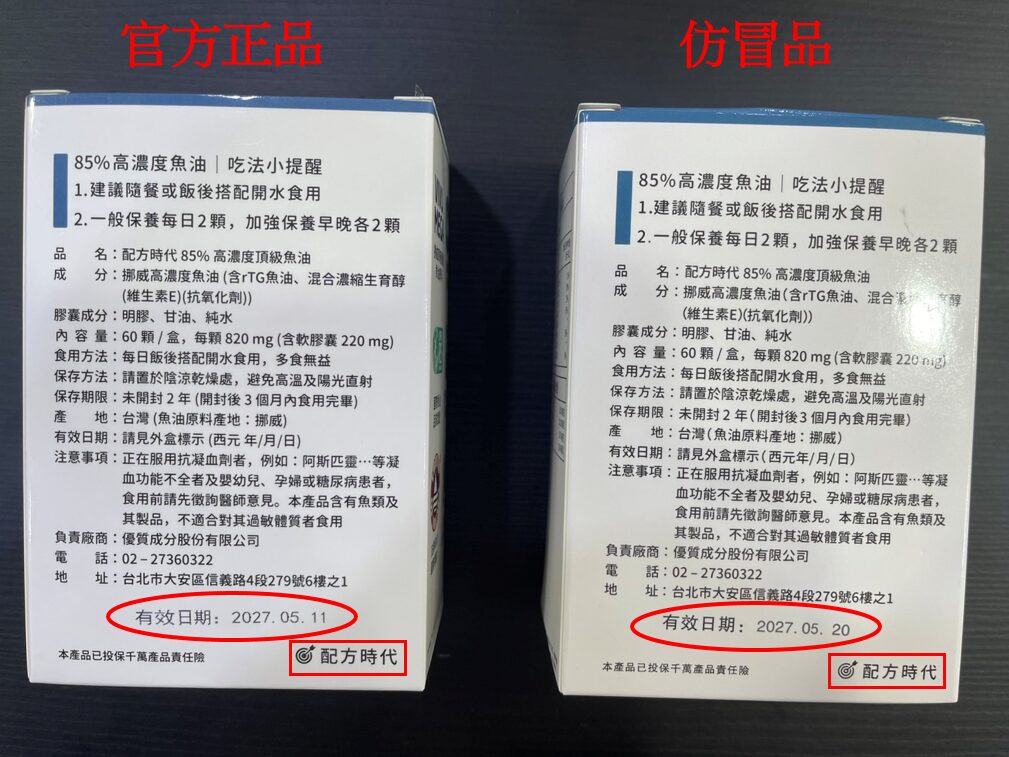 官方正品
85%高濃度魚油｜吃法小提醒
1.建議隨餐或飯後搭配開水食用
2.一般保養每日2顆，加強保養早晚各2顆
品　　名：配方時代 85% 高濃度頂級魚油
成　　分：挪威高濃度魚油 (含rTG魚油、混合濃縮生育醇
(維生素E)(抗氧化劑))
膠囊成分：明膠、甘油、純水
內 容 量：60 顆 / 盒，每顆 820 mg (含軟膠囊 220 mg)
食用方法：每日飯後搭配開水食用，多食無益
保存方法：請置於陰涼乾燥處，避免高溫及陽光直射
保存期限：未開封 2 年 (開封後 3 個月內食用完畢)
產　　地：台灣 (魚油原料產地：挪威)
有效日期：請見外盒標示 (西元 年/月/日)
注意事項：正在服用抗凝血劑者，例如：阿斯匹靈⋯等凝
血功能不全者及嬰幼兒、孕婦或糖尿病患者，
食用前請先徵詢醫師意見。本產品含有魚類及
其製品，不適合對其過敏體質者食用
負責廠商：優質成分股份有限公司
電　　話：02 – 27360322
地　　址：台北市大安區信義路4段279號6樓之1
有效日期：2027. 05. 11
本產品已投保千萬產品責任險
配方時代
仿冒品
85%高濃度魚油｜吃法小提醒
1.建議隨餐或飯後搭配開水食用
2.一般保養每日2顆，加強保養早晚各2顆
品　　名：配方時代 85% 高濃度頂級魚油
成　　分：挪威高濃度魚油 (含rTG魚油、混合濃縮生育醇
(維生素E)(抗氧化劑))
膠囊成分：明膠、甘油、純水
內 容 量：60 顆 / 盒，每顆 820 mg (含軟膠囊 220 mg)
食用方法：每日飯後搭配開水食用，多食無益
保存方法：請置於陰涼乾燥處，避免高溫及陽光直射
保存期限：未開封 2 年 (開封後 3 個月內食用完畢)
產　　地：台灣 (魚油原料產地：挪威)
有效日期：請見外盒標示 (西元 年/月/日)
注意事項：正在服用抗凝血劑者，例如：阿斯匹靈⋯等凝
血功能不全者及嬰幼兒、孕婦或糖尿病患者，
食用前請先徵詢醫師意見。本產品含有魚類及
其製品，不適合對其過敏體質者食用
負責廠商：優質成分股份有限公司
電　　話：02 – 27360322
地　　址：台北市大安區信義路4段279號6樓之1
有效日期：2027. 05. 20
本產品已投保千萬產品責任險
配方時代